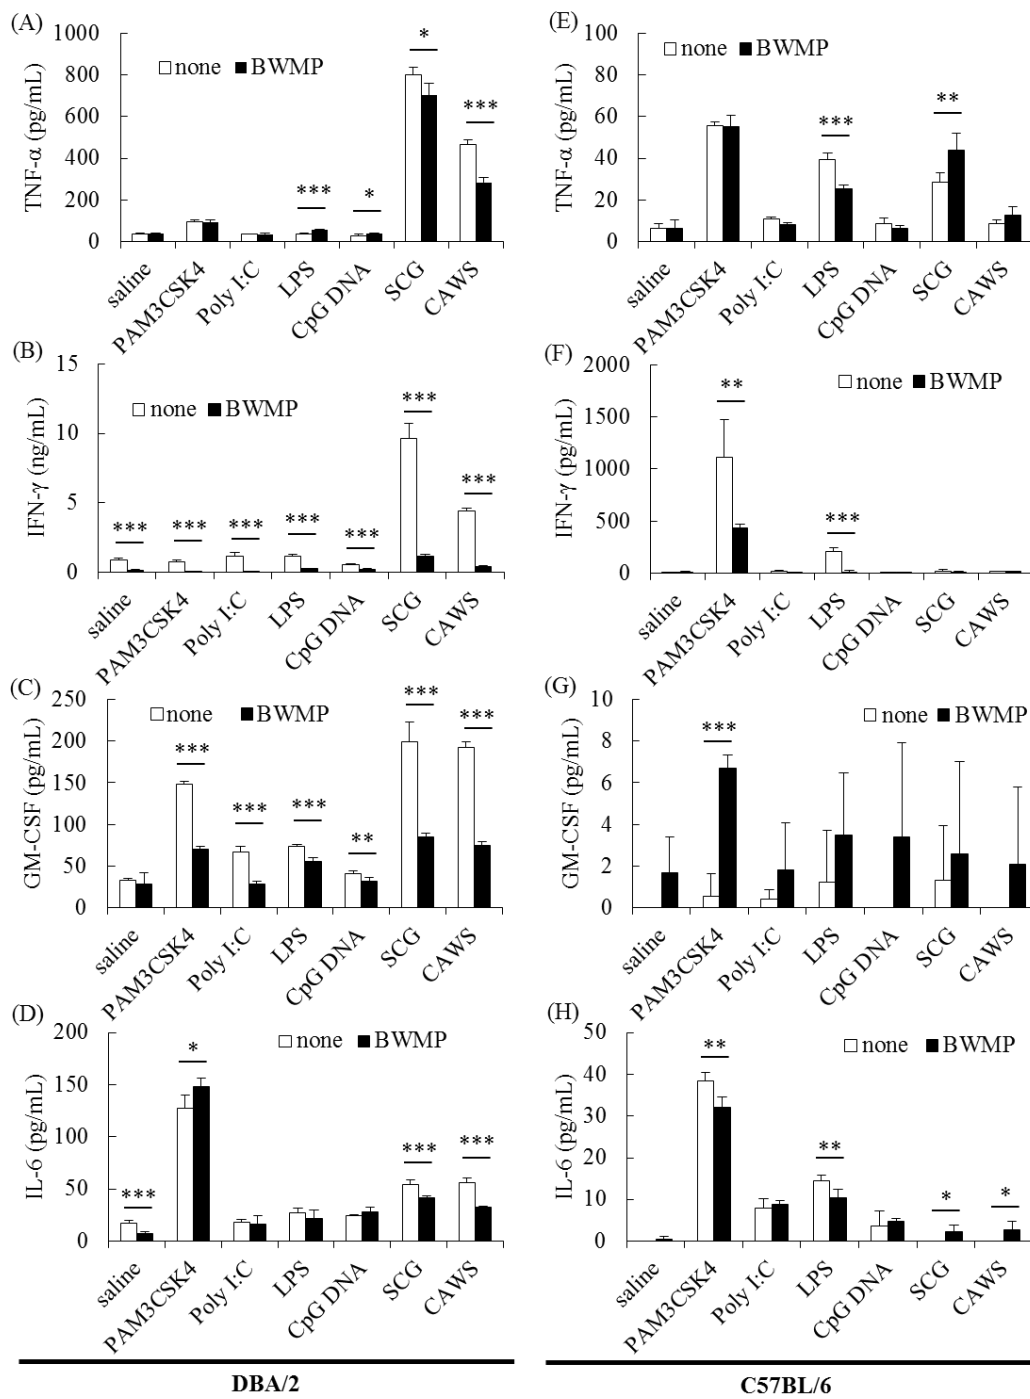 (A)
TNF-α (pg/mL)
1000
800
600
400
200
0
none BWMP
*** * * ***
saline PAM3CSK4 Poly I:C LPS CpG DNA SCG CAWS
(E)
TNF-α (pg/mL)
100
80
60
40
20
0
none BWMP
*** **
saline PAM3CSK4 Poly I:C LPS CpG DNA SCG CAWS
(B)
IFN-γ (ng/mL)
15
10
5
0
none BWMP
*** *** *** *** *** *** ***
saline PAM3CSK4 Poly I:C LPS CpG DNA SCG CAWS
(F)
IFN-γ (pg/mL)
2000
1500
1000
500
0
none BWMP
** ***
saline PAM3CSK4 Poly I:C LPS CpG DNA SCG CAWS
(C)
GM-CSF (pg/mL)
250
200
150
100
50
0
none BWMP
*** *** *** ** *** ***
saline PAM3CSK4 Poly I:C LPS CpG DNA SCG CAWS
(G)
GM-CSF (pg/mL)
10
8
6
4
2
0
none BWMP
***
saline PAM3CSK4 Poly I:C LPS CpG DNA SCG CAWS
(D)
IL-6 (pg/mL)
200
150
100
50
0
none BWMP
*** * *** ***
saline PAM3CSK4 Poly I:C LPS CpG DNA SCG CAWS
(H)
IL-6 (pg/mL)
50
40
30
20
10
0
none BWMP
** ** * *
saline PAM3CSK4 Poly I:C LPS CpG DNA SCG CAWS
DBA/2
C57BL/6